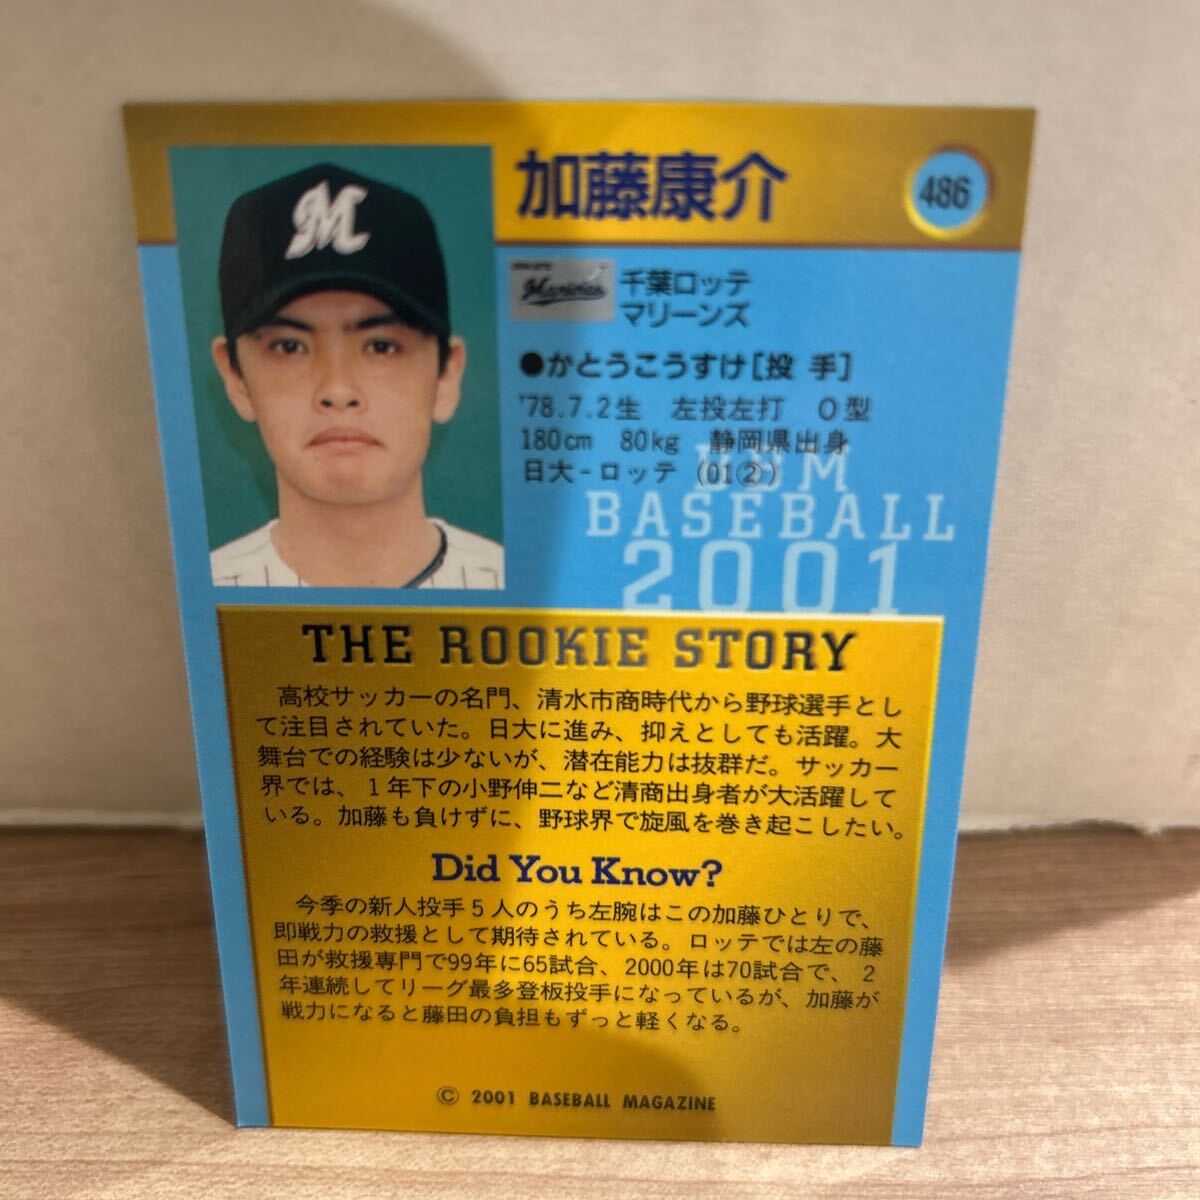 加藤康介
486
M
Marines
千葉ロッテ
マリーンズ
●かとうこうすけ[投 手]
'78.7.2生 左投左打 O型
180cm 80kg 静岡県出身
日大-ロッテ (01②)
BBM
BASEBALL
2001
THE ROOKIE STORY
高校サッカーの名門、清水市商時代から野球選手とし
て注目されていた。日大に進み、抑えとしても活躍。大
舞台での経験は少ないが、潜在能力は抜群だ。サッカー
界では、1年下の小野伸二など清商出身者が大活躍して
いる。加藤も負けずに、野球界で旋風を巻き起こしたい。
Did You Know?
今季の新人投手5人のうち左腕はこの加藤ひとりで、
即戦力の救援として期待されている。ロッテでは左の藤
田が救援専門で99年に65試合、2000年は70試合で、2
年連続してリーグ最多登板投手になっているが、加藤が
戦力になると藤田の負担もずっと軽くなる。
© 2001 BASEBALL MAGAZINE